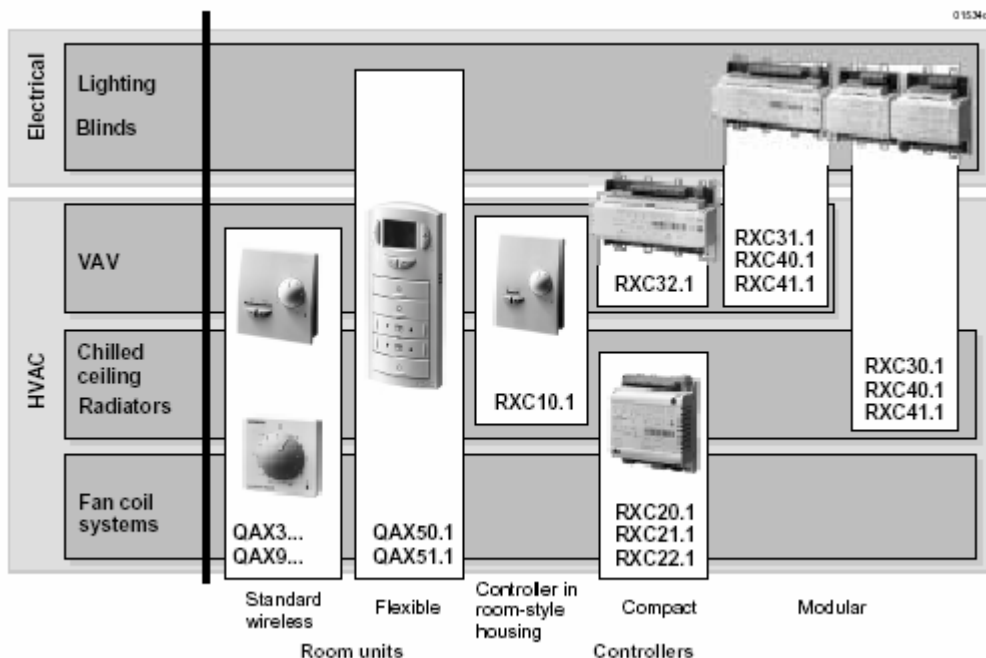 01534
Electrical
Lighting
Blinds
HVAC
VAV
Chilled
ceiling
Radiators
Fan coil
systems
QAX3...
QAX9...
QAX50.1
QAX51.1
RXC10.1
RXC32.1
RXC20.1
RXC21.1
RXC22.1
RXC31.1
RXC40.1
RXC41.1
RXC30.1
RXC40.1
RXC41.1
Standard
wireless
Flexible
Controller in
room-style
housing
Compact
Modular
Room units
Controllers